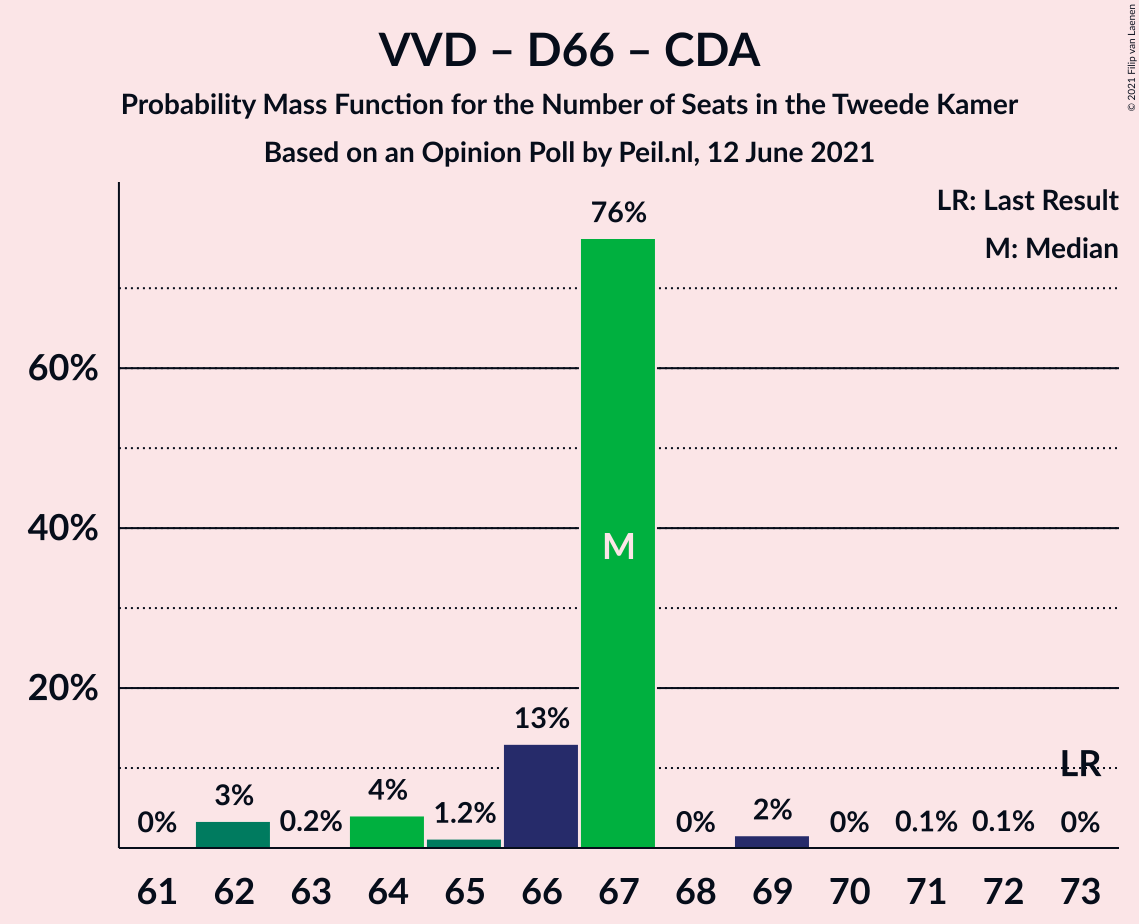 VVD – D66 – CDA
Probability Mass Function for the Number of Seats in the Tweede Kamer
Based on an Opinion Poll by Peil.nl, 12 June 2021
© 2021 Filip van Laenen
LR: Last Result
M: Median
60%
40%
20%
0%
3%
0.2%
4%
1.2%
13%
76%
M
0%
2%
0%
0.1%
0.1%
0%
LR
61 62 63 64 65 66 67 68 69 70 71 72 73